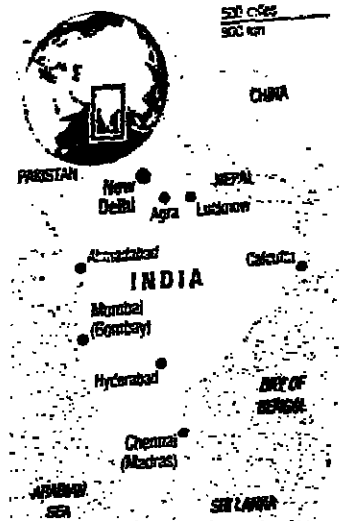 500 miles
800 km
CHINA
PAKISTAN
NEPAL
New
Delhi
Agra
Lucknow
Ahmadabad
Calcutta
INDIA
Mumbai
(Bombay)
Hyderabad
BAY OF
BENGAL
Chennai
(Madras)
ARABIAN
SEA
SRI LANKA